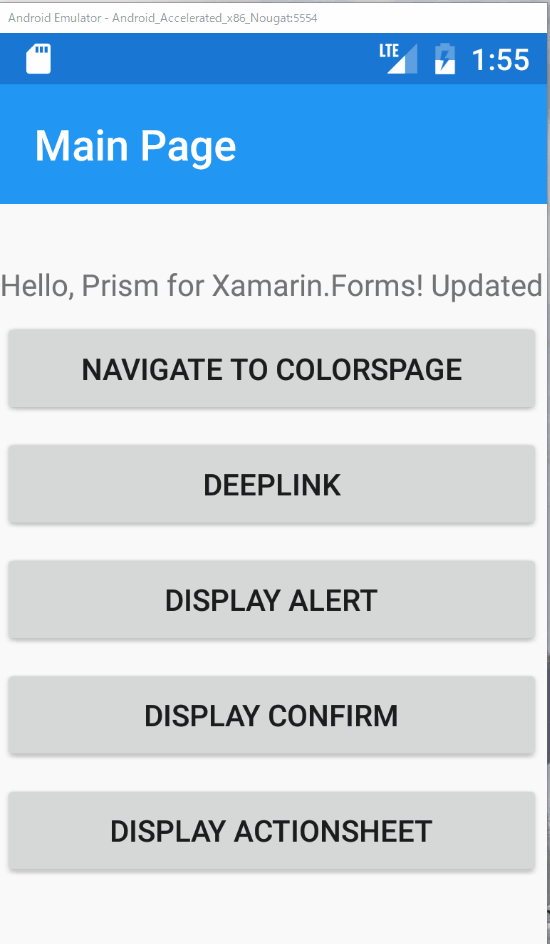 Android Emulator - Android_Accelerated_x86_Nougat:5554
LTE 1:55
Main Page
Hello, Prism for Xamarin.Forms! Updated
NAVIGATE TO COLORSPAGE
DEEPLINK
DISPLAY ALERT
DISPLAY CONFIRM
DISPLAY ACTIONSHEET